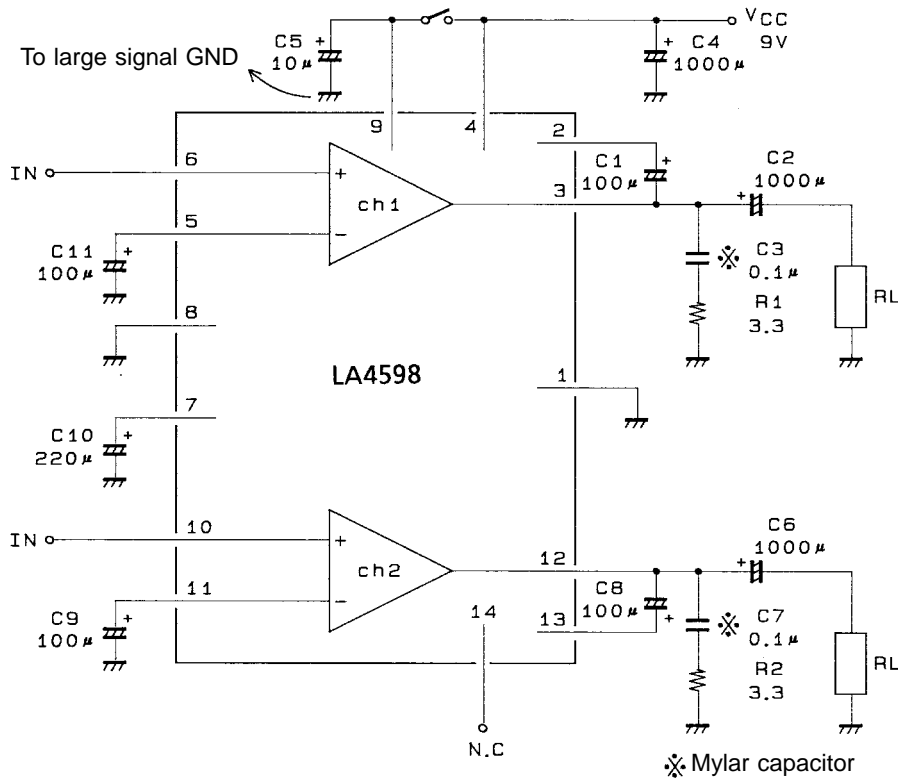 To large signal GND
C5
10μ
+
C4
1000μ
+
VCC
9V
9
4
2
IN
6
+
ch1
-
5
C11
100μ
+
3
C1
100μ
+
C2
1000μ
+
※
C3
0.1μ
R1
3.3
RL
8
LA4598
1
7
C10
220μ
+
IN
10
+
ch2
-
11
C9
100μ
+
12
C8
100μ
+
13
14
N.C
C6
1000μ
+
※
C7
0.1μ
R2
3.3
RL
※ Mylar capacitor